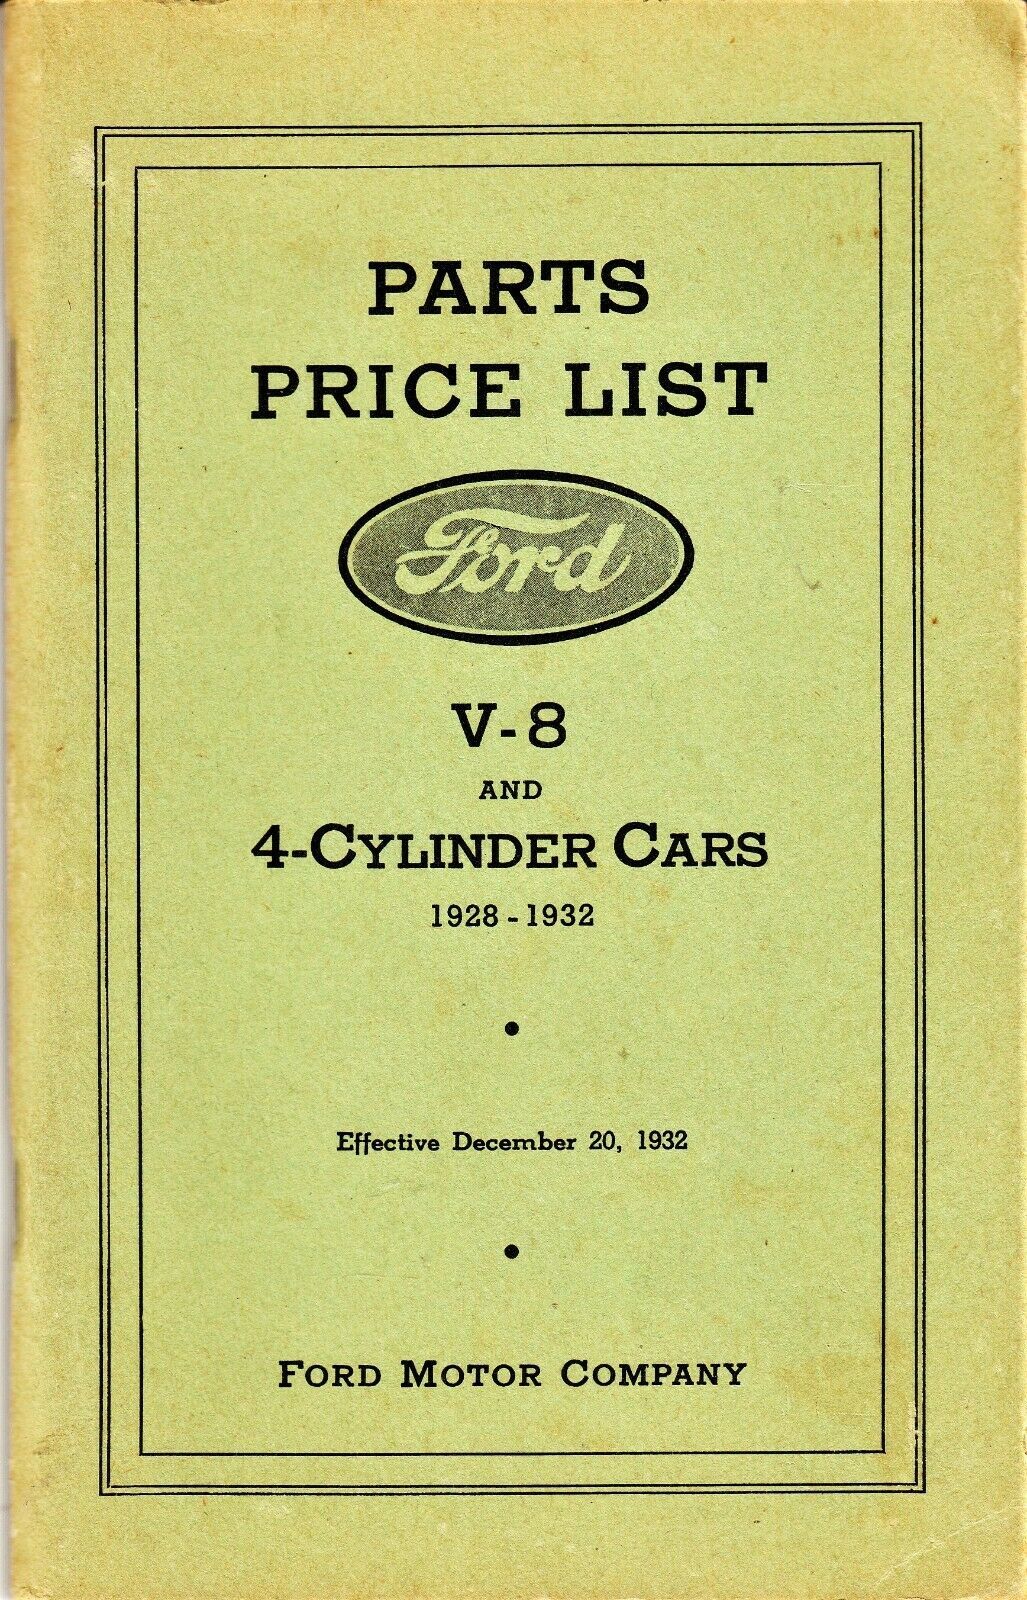 PARTS
PRICE LIST
Ford
V-8
AND
4-CYLINDER CARS
1928-1932
Effective December 20, 1932
FORD MOTOR COMPANY